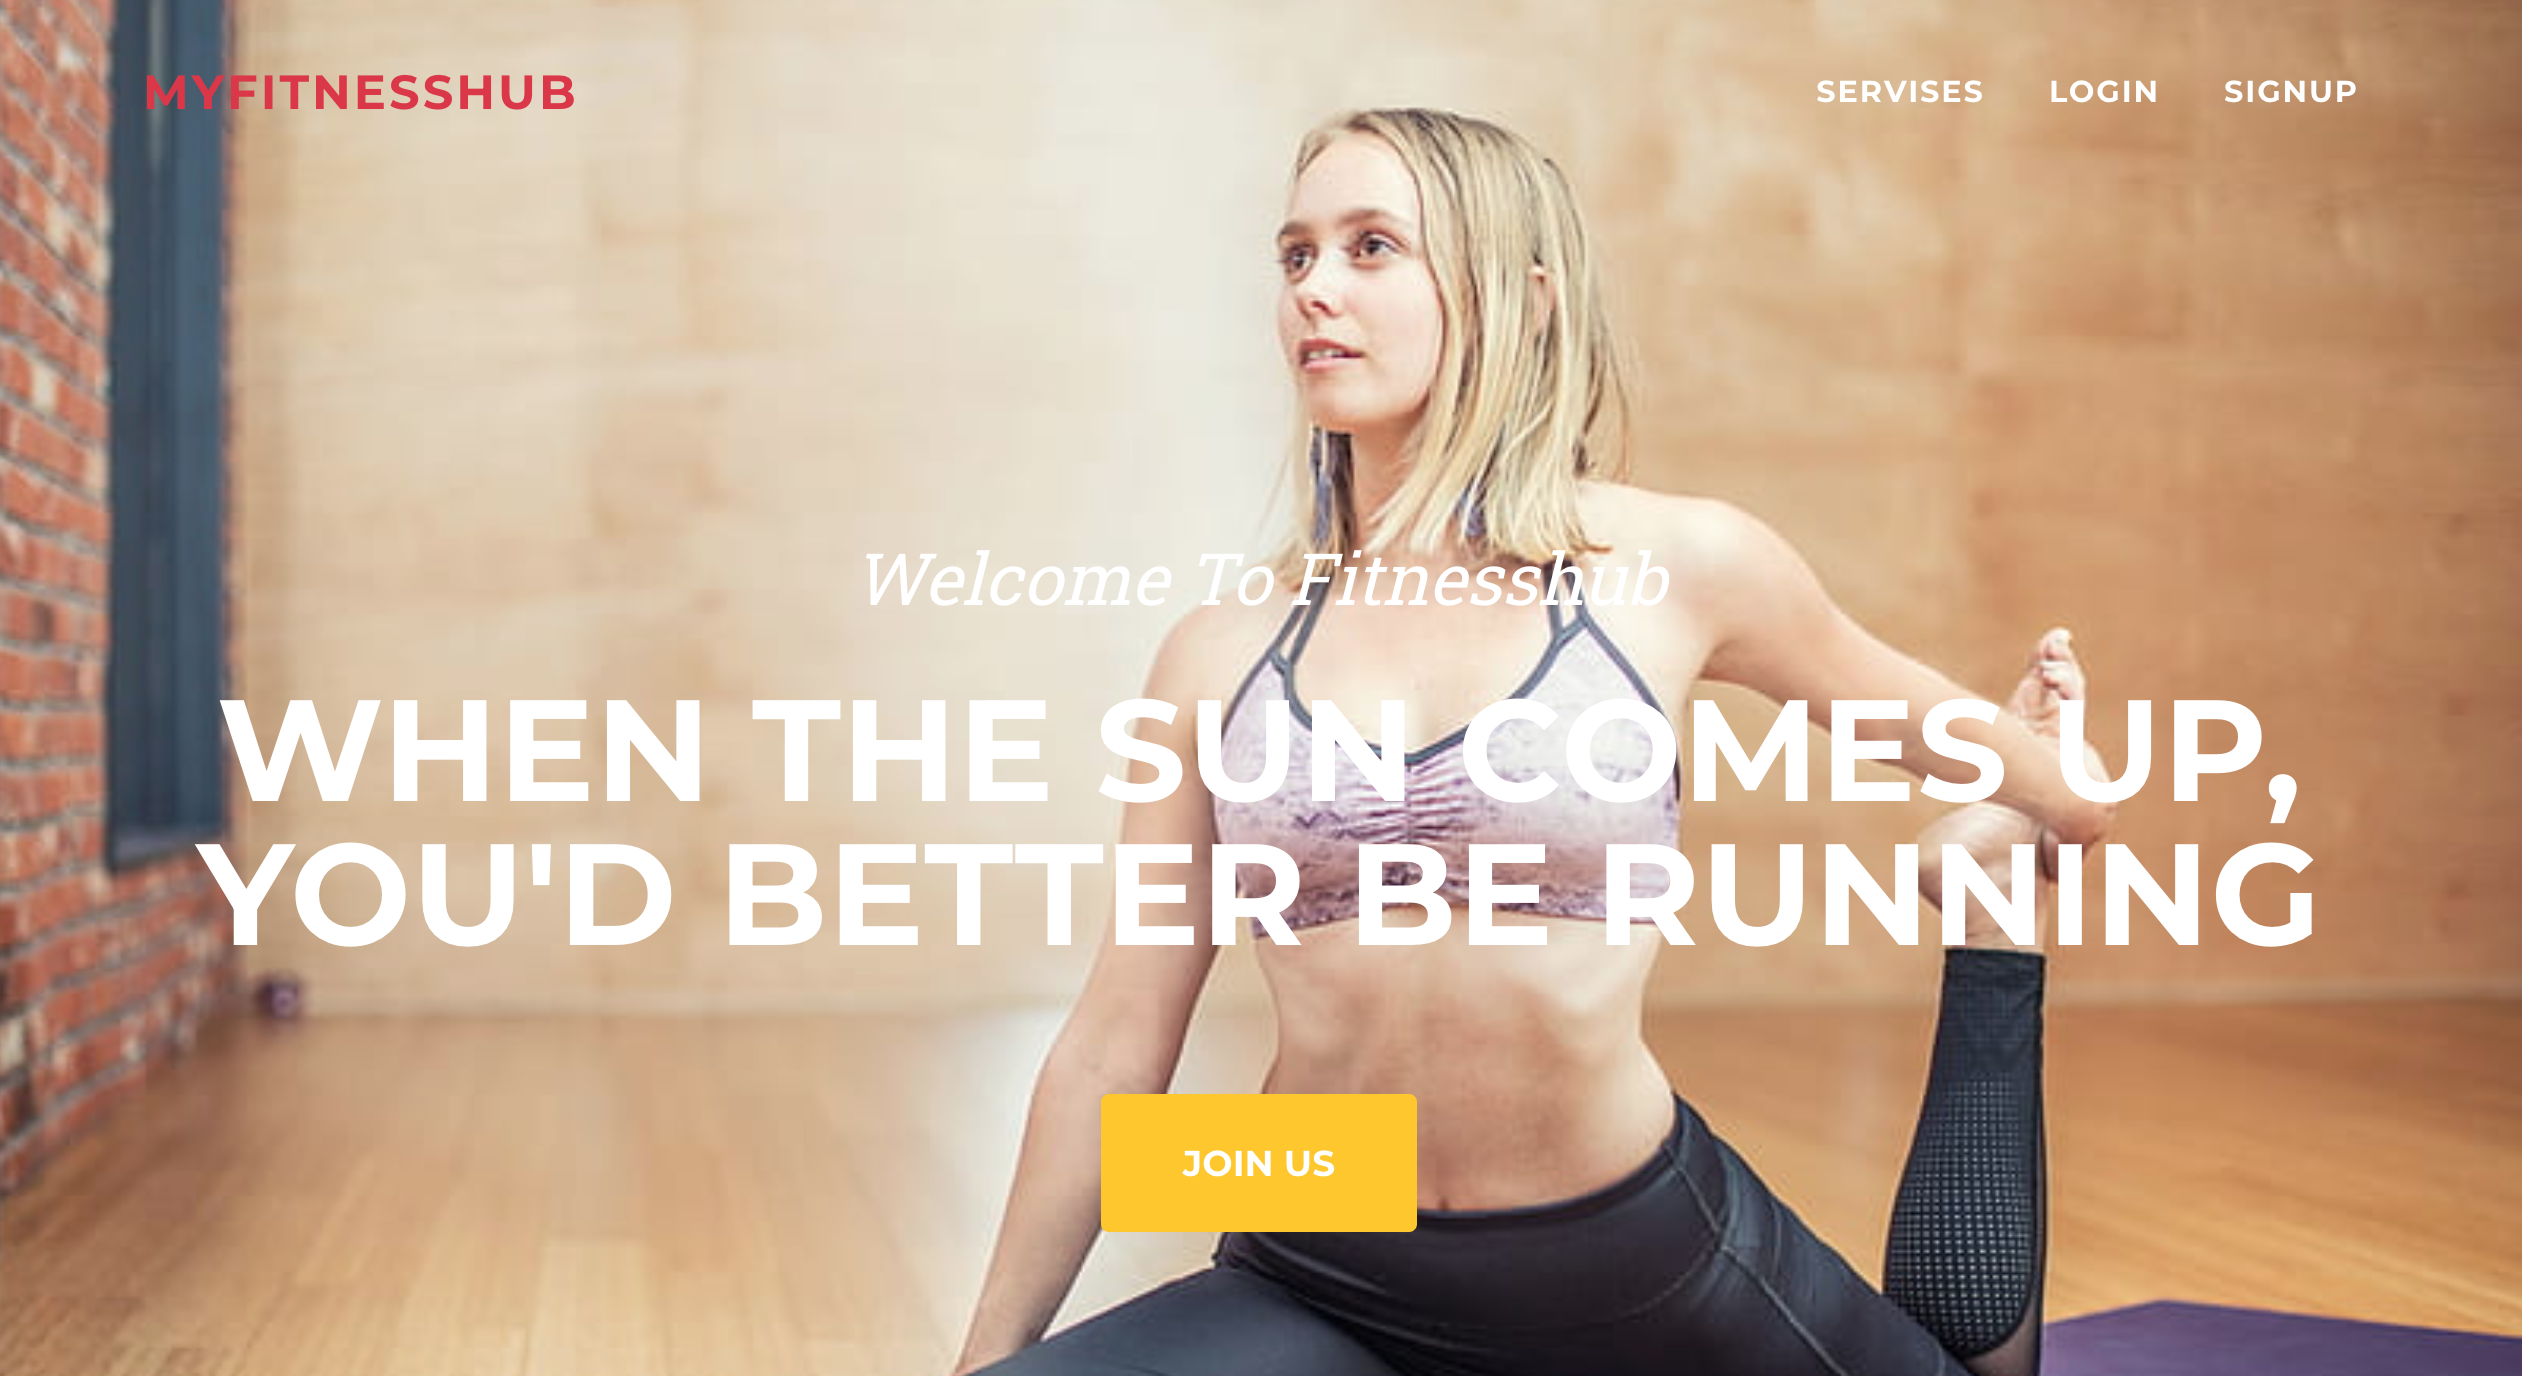 MYFITNESSHUB
SERVISES LOGIN SIGNUP
Welcome To Fitnesshub
WHEN THE SUN COMES UP,
YOU'D BETTER BE RUNNING
JOIN US